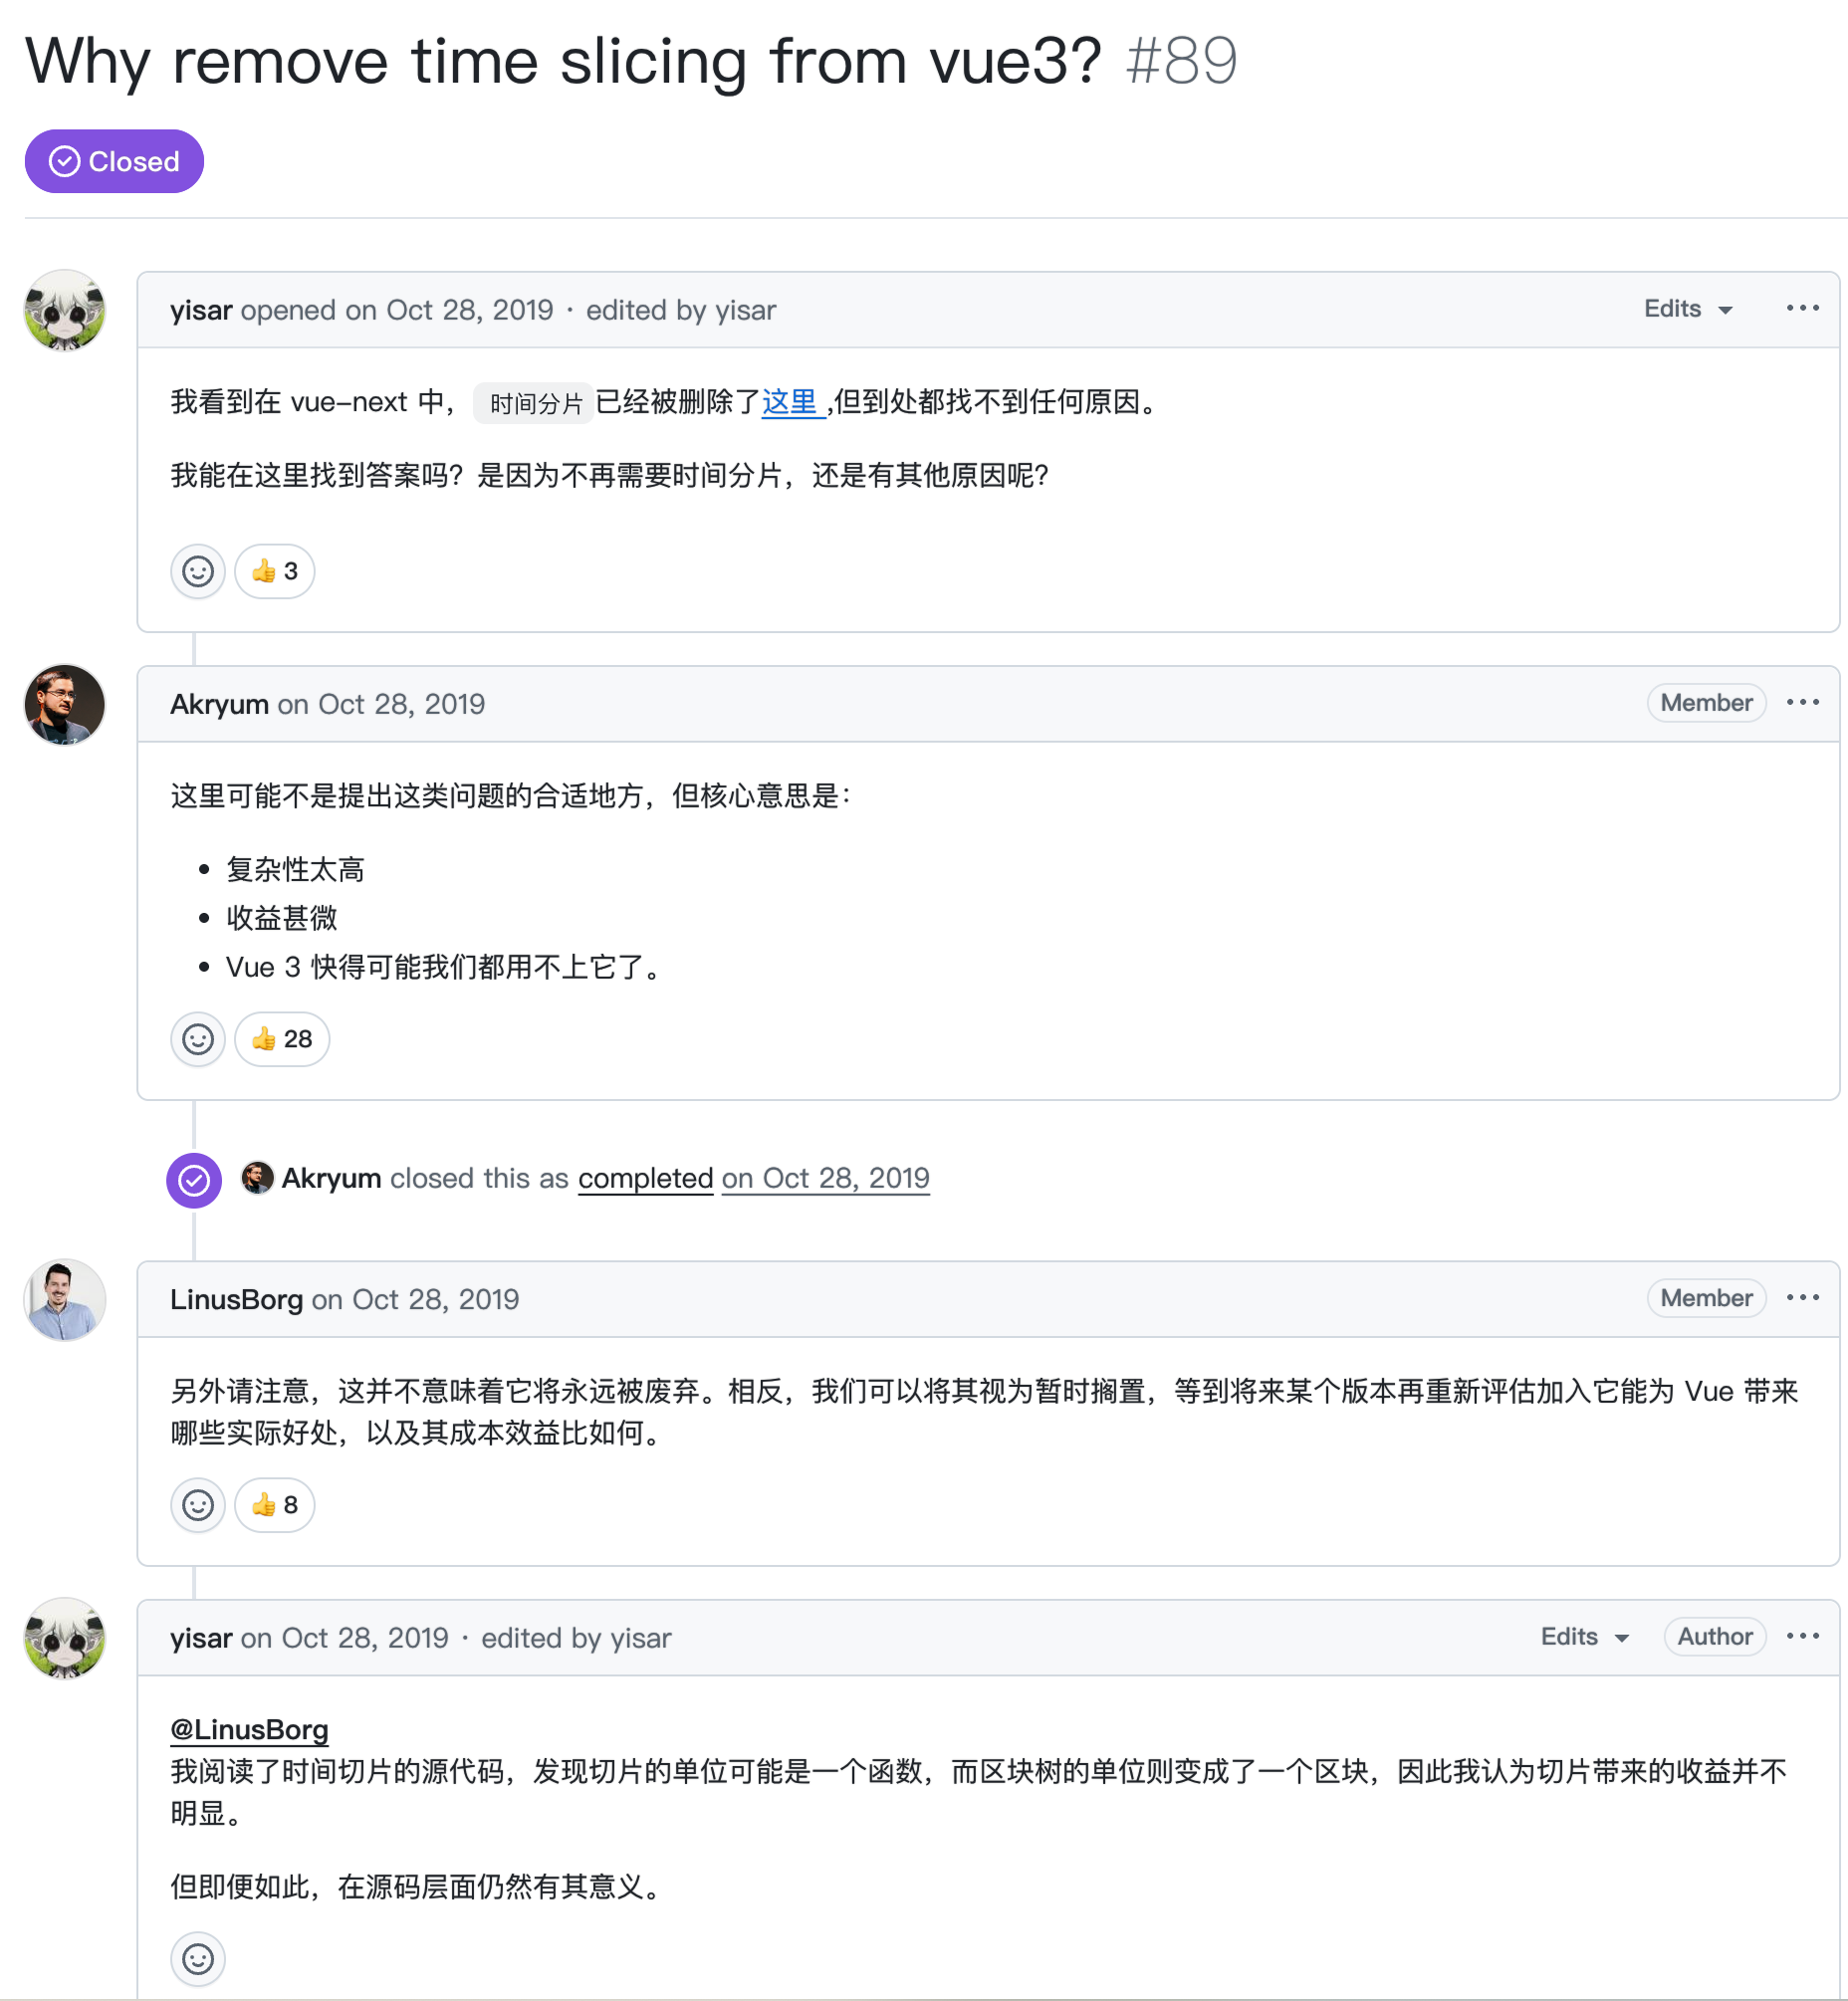 Why remove time slicing from vue3? #89
Closed
yisar opened on Oct 28, 2019 · edited by yisar
Edits
我看到在 vue-next 中， 时间分片 已经被删除了这里 ,但到处都找不到任何原因。
我能在这里找到答案吗？是因为不再需要时间分片，还是有其他原因呢？
👍 3
Akryum on Oct 28, 2019
Member
这里可能不是提出这类问题的合适地方，但核心意思是：
• 复杂性太高
• 收益甚微
• Vue 3 快得可能我们都用不上它了。
👍 28
Akryum closed this as completed on Oct 28, 2019
LinusBorg on Oct 28, 2019
Member
另外请注意，这并不意味着它将永远被废弃。相反，我们可以将其视为暂时搁置，等到将来某个版本再重新评估加入它能为 Vue 带来
哪些实际好处，以及其成本效益比如何。
👍 8
yisar on Oct 28, 2019 · edited by yisar
Edits
Author
@LinusBorg
我阅读了时间切片的源代码，发现切片的单位可能是一个函数，而区块树的单位则变成了一个区块，因此我认为切片带来的收益并不
明显。
但即便如此，在源码层面仍然有其意义。